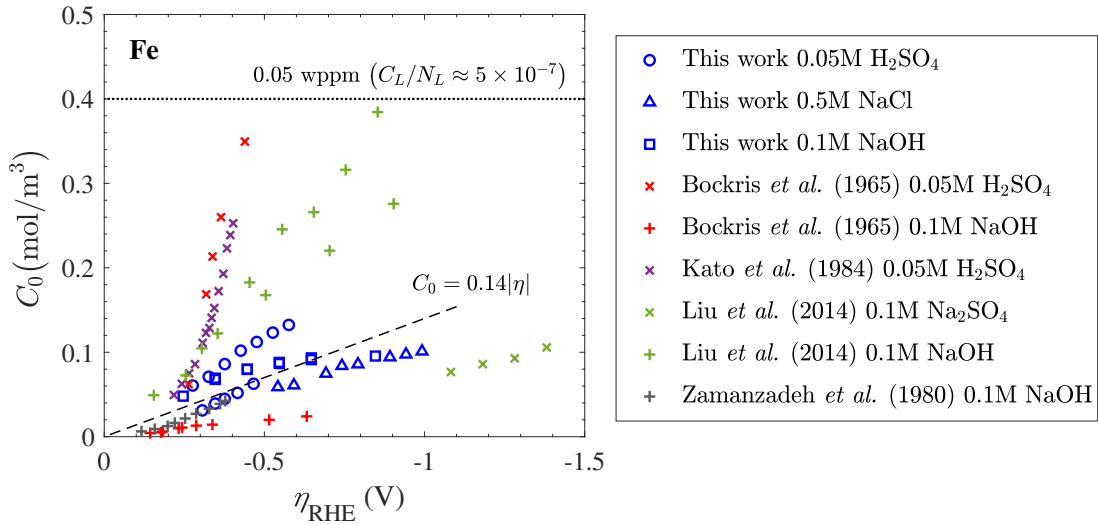 Fe
0.05 wppm (C_L/N_L ≈ 5 × 10⁻⁷)
C₀ = 0.14|η|
0.5
0.4
0.3
0.2
0.1
0
C₀ (mol/m³)
0 -0.5 -1 -1.5
η_RHE (V)
This work 0.05M H₂SO₄
This work 0.5M NaCl
This work 0.1M NaOH
Bockris et al. (1965) 0.05M H₂SO₄
Bockris et al. (1965) 0.1M NaOH
Kato et al. (1984) 0.05M H₂SO₄
Liu et al. (2014) 0.1M Na₂SO₄
Liu et al. (2014) 0.1M NaOH
Zamanzadeh et al. (1980) 0.1M NaOH